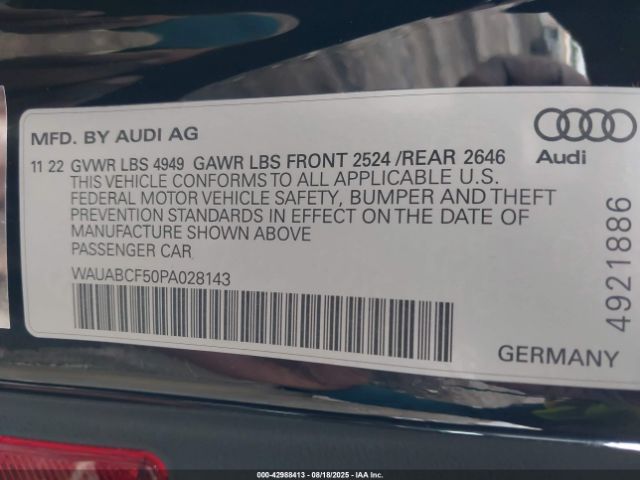 MFD. BY AUDI AG
Audi
11 22 GVWR LBS 4949 GAWR LBS FRONT 2524 /REAR 2646
THIS VEHICLE CONFORMS TO ALL APPLICABLE U.S.
FEDERAL MOTOR VEHICLE SAFETY, BUMPER AND THEFT
PREVENTION STANDARDS IN EFFECT ON THE DATE OF
MANUFACTURE SHOWN ABOVE
PASSENGER CAR
WAUABCF50PA028143
4921886
GERMANY
000-42988413 - 08/18/2025 - IAA Inc.